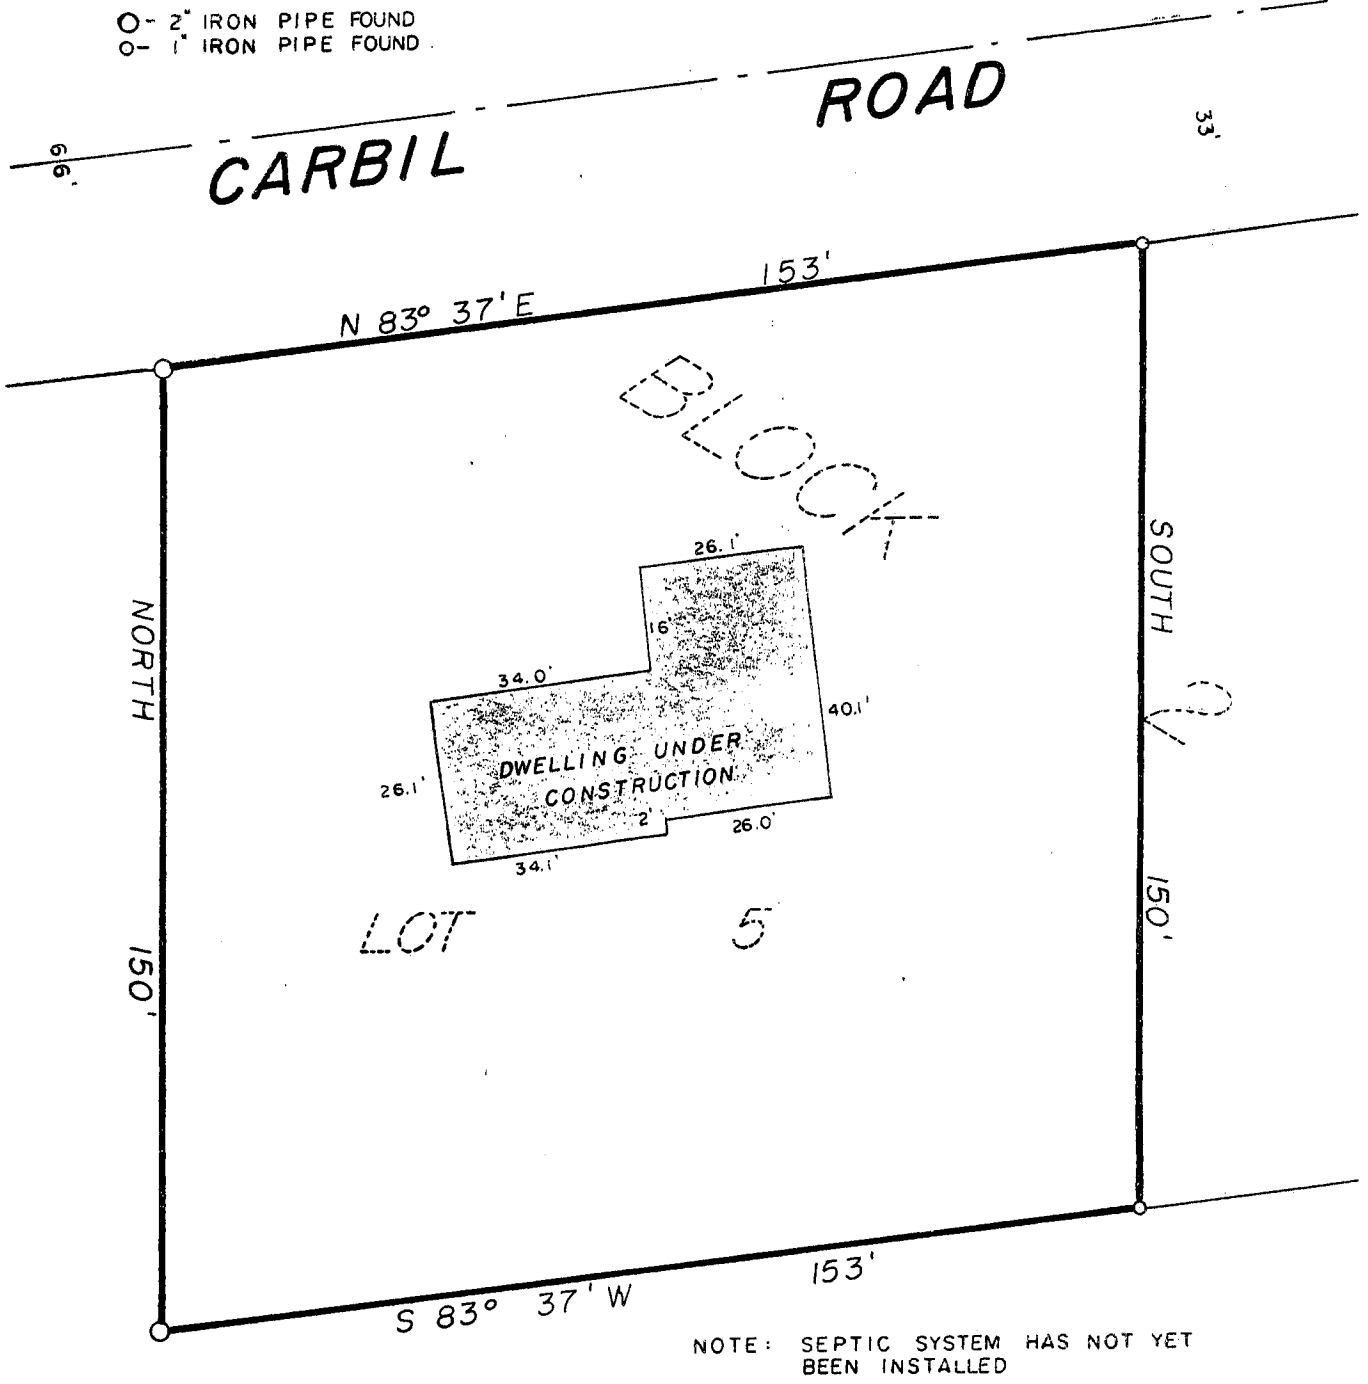 O- 2" IRON PIPE FOUND
o- 1" IRON PIPE FOUND
CARBIL ROAD
66'
33'
N 83° 37' E 153'
BLOCK 2
NORTH 150'
SOUTH 150'
26.1'
16'
34.0'
40.1'
26.1'
DWELLING UNDER
CONSTRUCTION
2'
26.0'
34.1'
LOT 5
S 83° 37' W 153'
NOTE: SEPTIC SYSTEM HAS NOT YET
BEEN INSTALLED